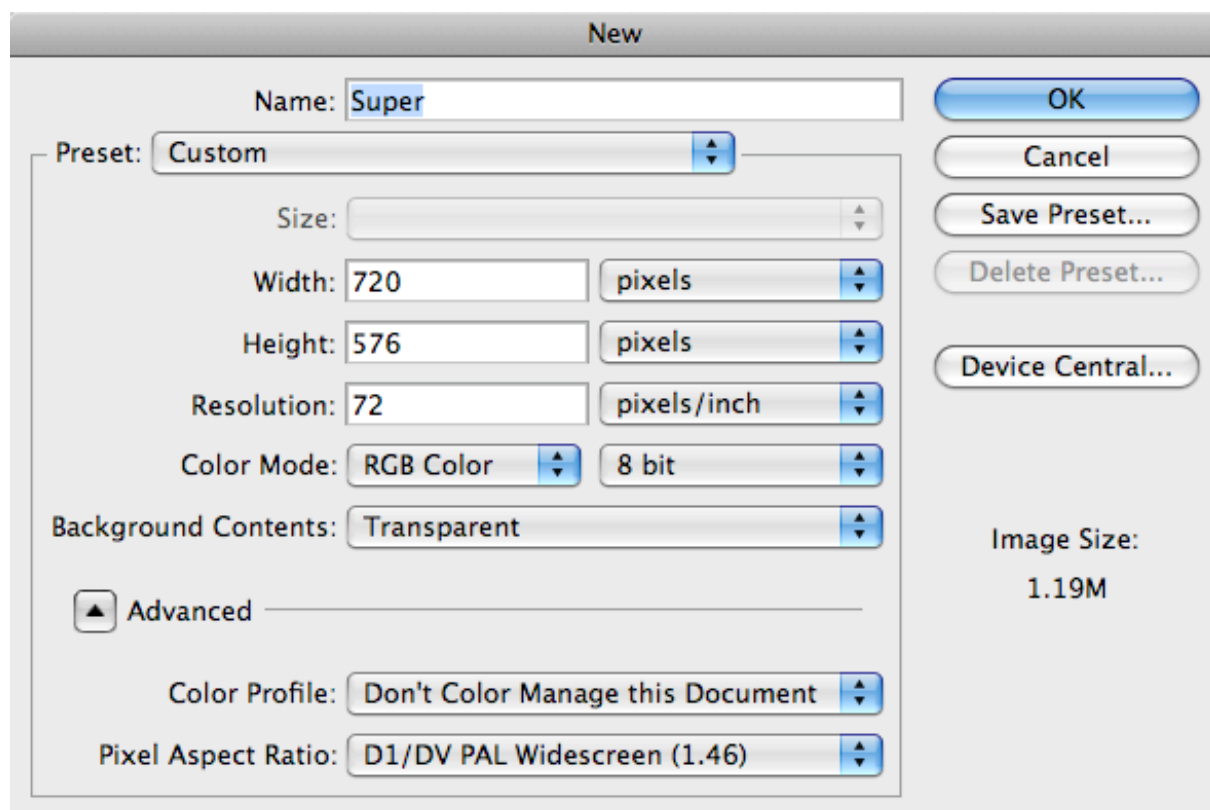 New
Name: Super
OK
Preset: Custom
Cancel
Size:
Save Preset...
Width: 720 pixels
Delete Preset...
Height: 576 pixels
Device Central...
Resolution: 72 pixels/inch
Color Mode: RGB Color 8 bit
Background Contents: Transparent
Image Size:
1.19M
Advanced
Color Profile: Don't Color Manage this Document
Pixel Aspect Ratio: D1/DV PAL Widescreen (1.46)